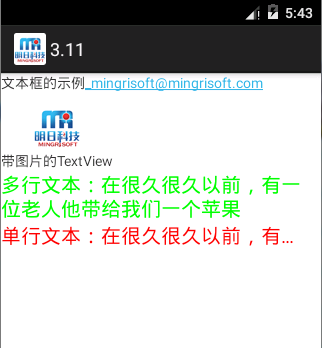 5:43
3.11
文本框的示例_mingrisoft@mingrisoft.com
明日科技
MINGRISOFT
带图片的TextView
多行文本：在很久很久以前，有一
位老人他带给我们一个苹果
单行文本：在很久很久以前，有...